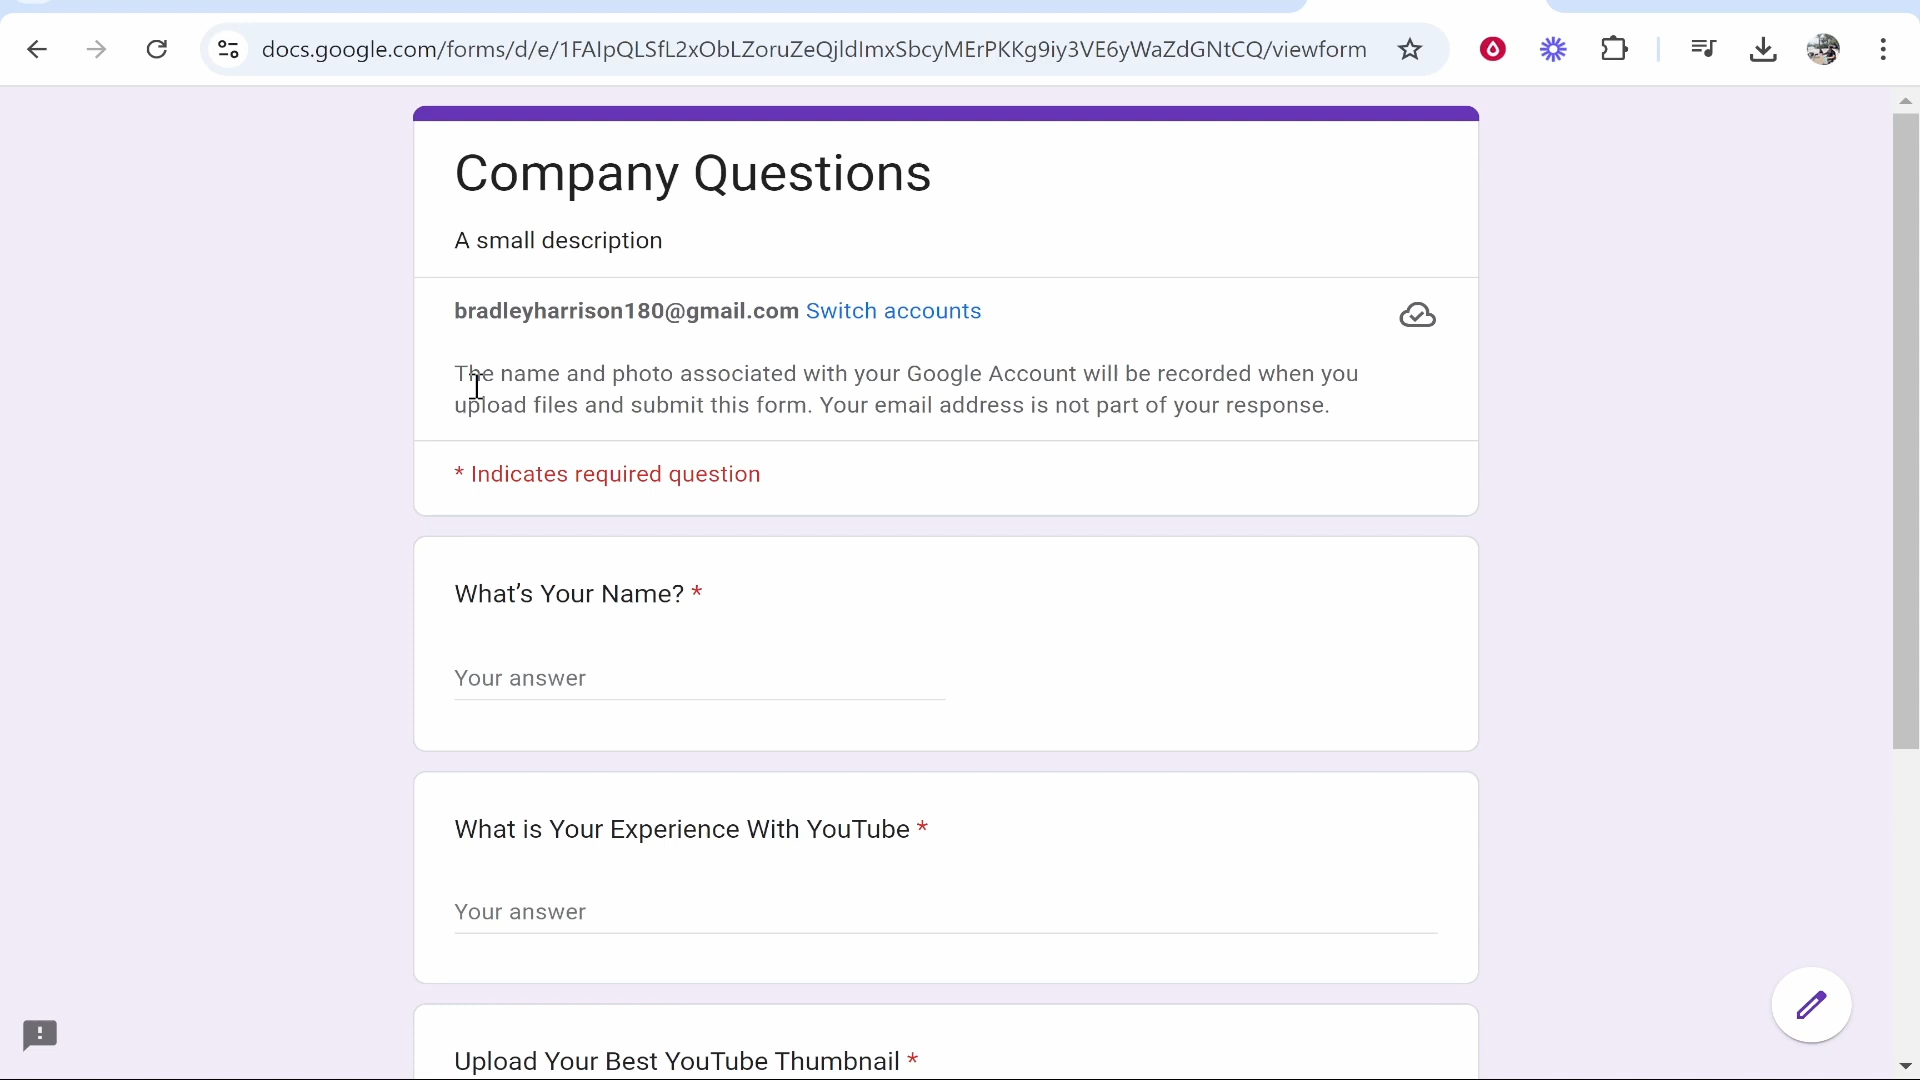 docs.google.com/forms/d/e/1FAIpQLSfL2xObLZoruZeQjldImxSbcyMErPKKg9iy3VE6yWaZdGNtCQ/viewform
Company Questions
A small description
bradleyharrison180@gmail.com Switch accounts
The name and photo associated with your Google Account will be recorded when you
upload files and submit this form. Your email address is not part of your response.
* Indicates required question
What’s Your Name? *
Your answer
What is Your Experience With YouTube *
Your answer
Upload Your Best YouTube Thumbnail *